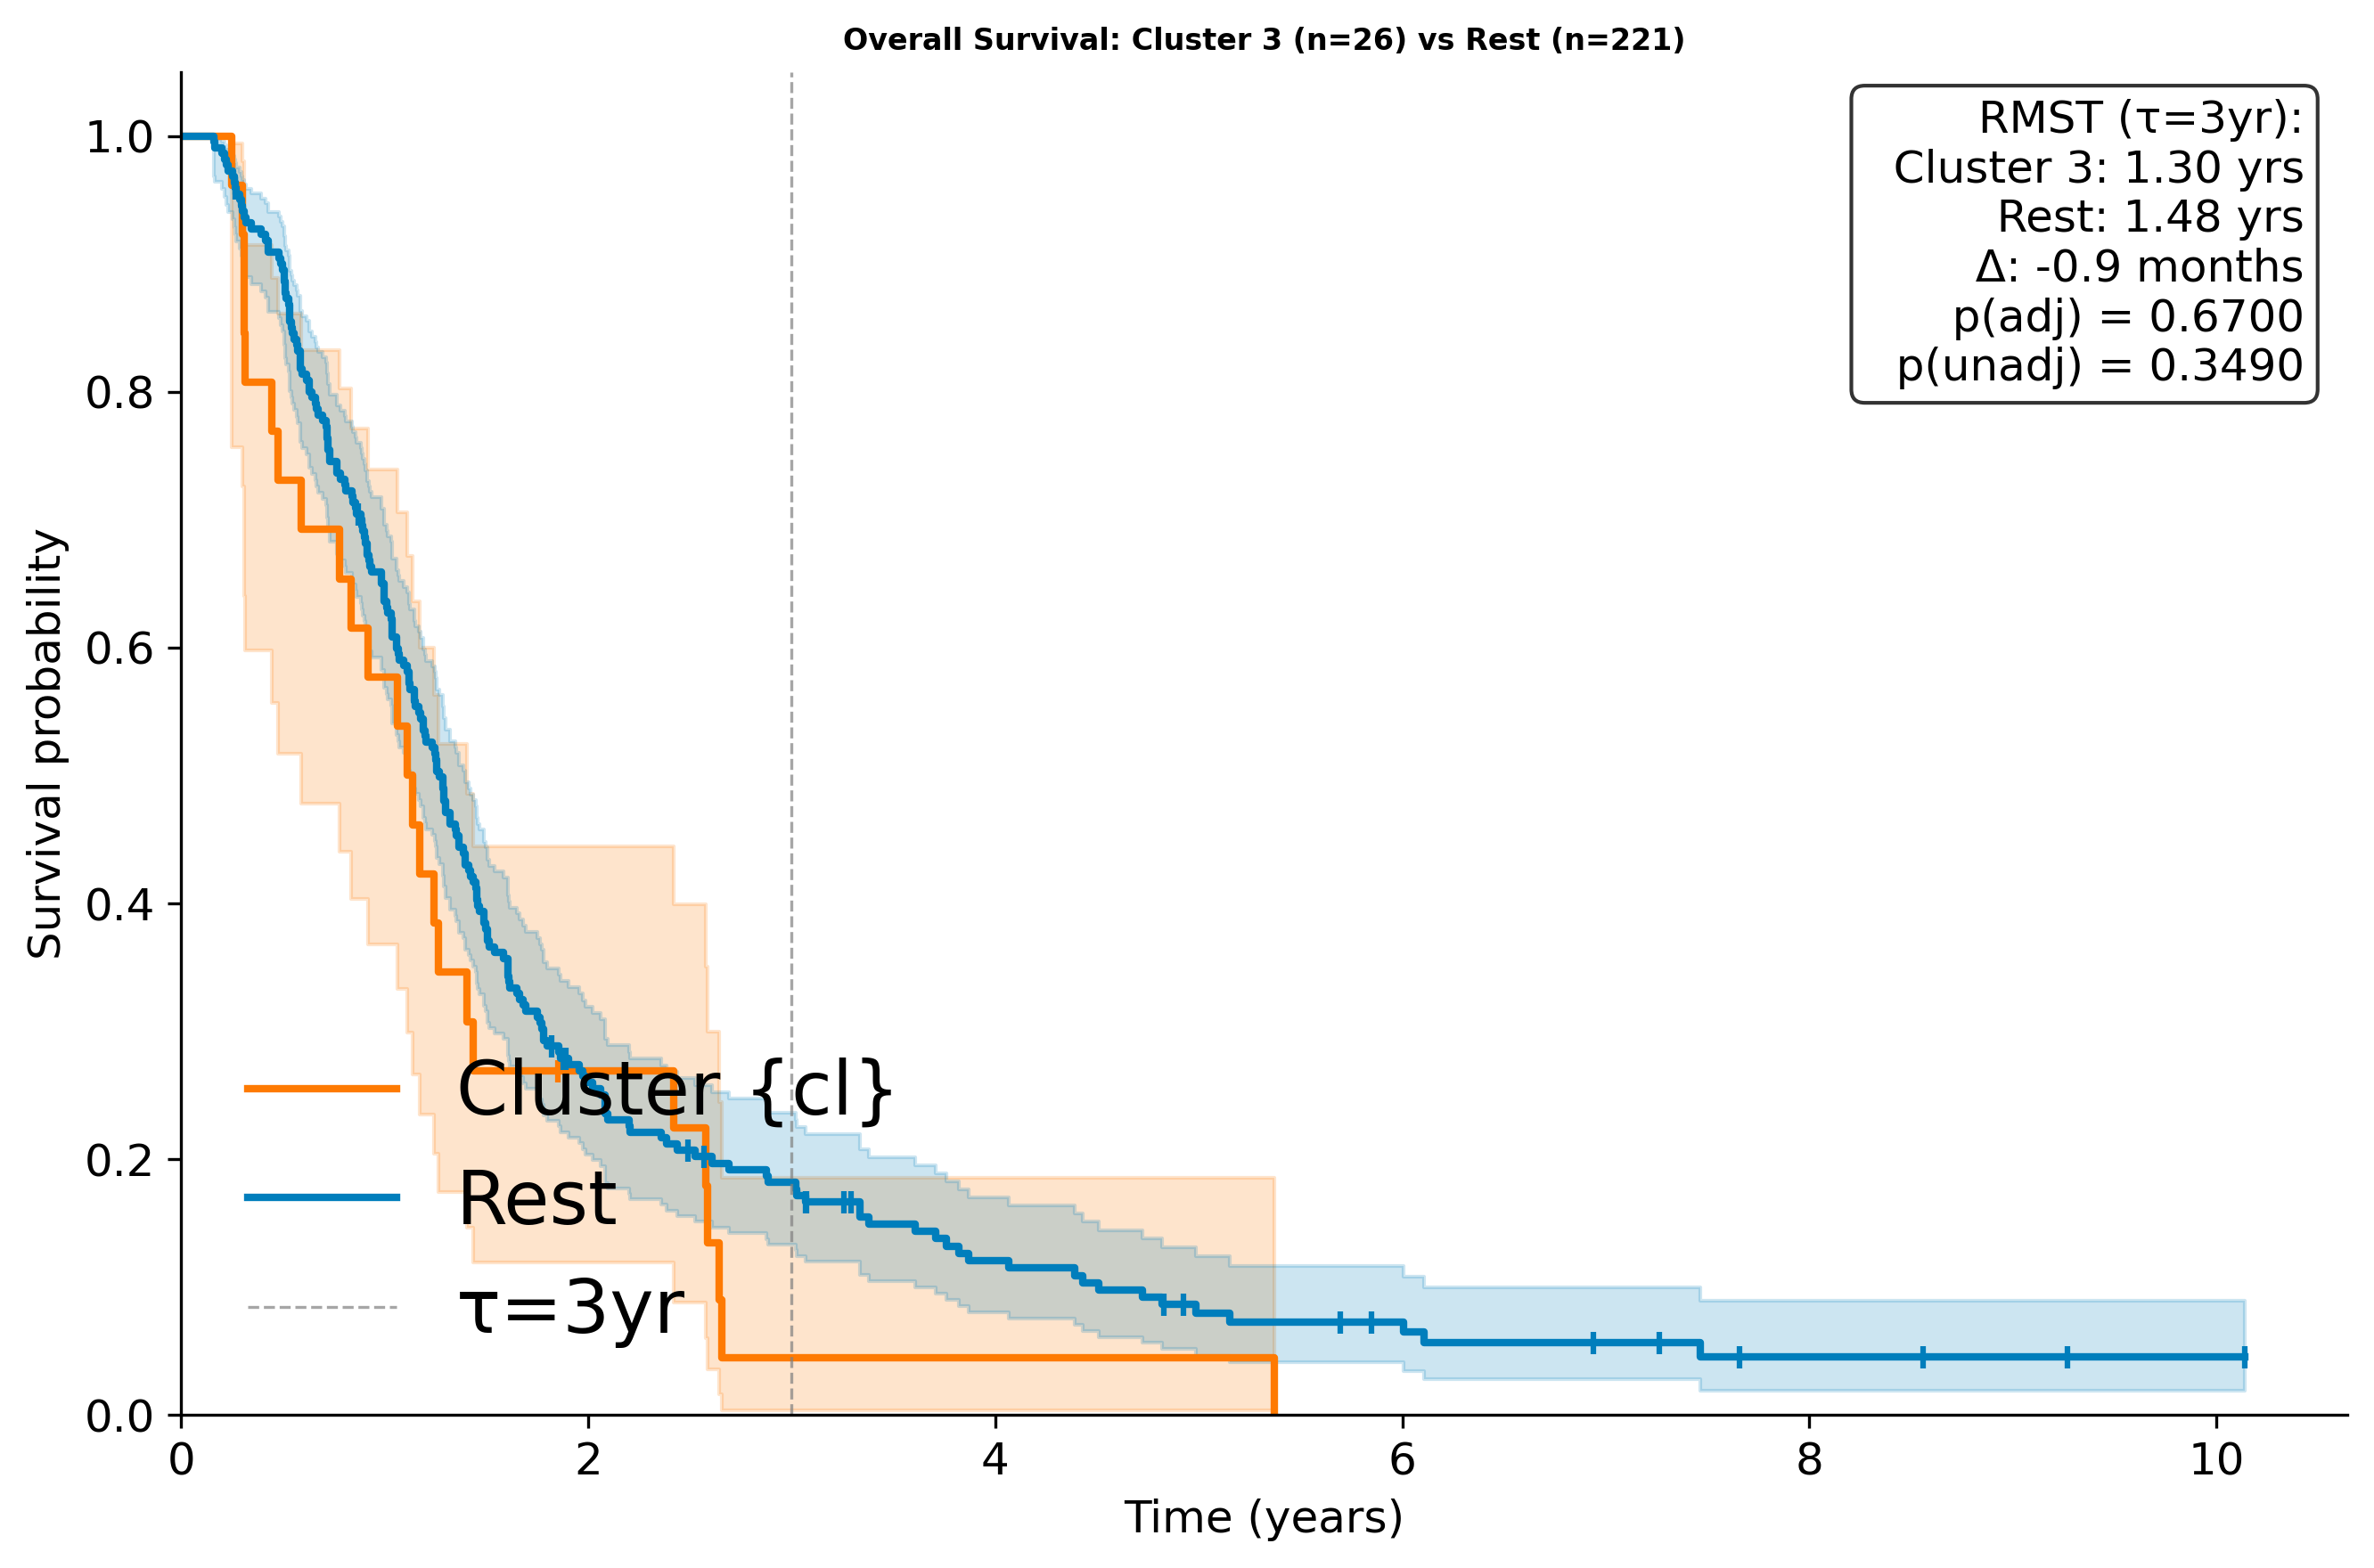 Overall Survival: Cluster 3 (n=26) vs Rest (n=221)
RMST (τ=3yr):
Cluster 3: 1.30 yrs
Rest: 1.48 yrs
Δ: -0.9 months
p(adj) = 0.6700
p(unadj) = 0.3490
Survival probability
1.0
0.8
0.6
0.4
0.2
0.0
Cluster {cl}
Rest
τ=3yr
0 2 4 6 8 10
Time (years)